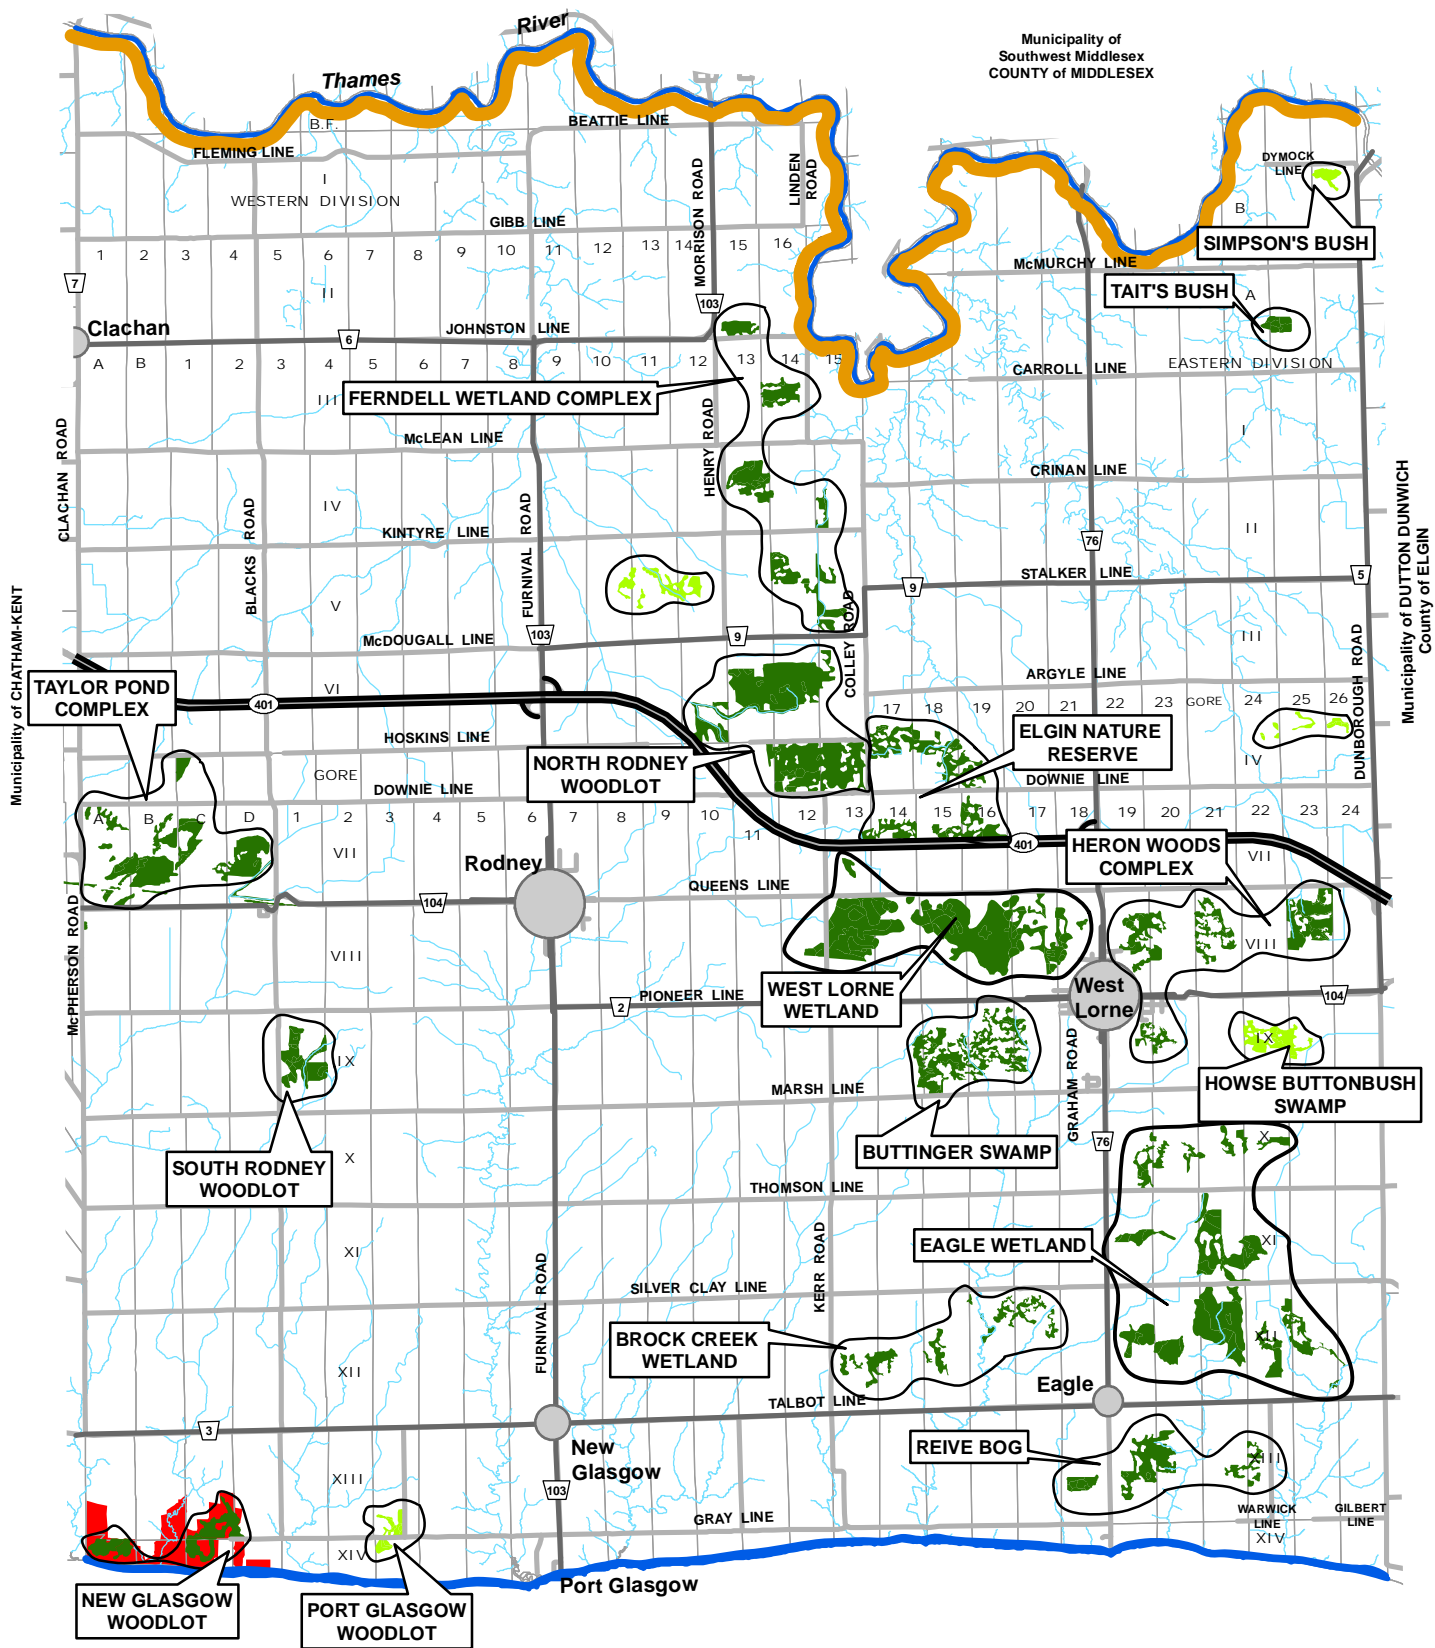 River
Thames
Municipality of
Southwest Middlesex
COUNTY of MIDDLESEX
B.F.
BEATTIE LINE
FLEMING LINE
MORRISON ROAD
LINDEN
ROAD
DYMOCK
LINE
I
WESTERN DIVISION
GIBB LINE
B
SIMPSON'S BUSH
1 2 3 4 5 6 7 8 9 10 11 12 13 14 15 16
McMURCHY LINE
7
II
103
TAIT'S BUSH
A
Clachan
JOHNSTON LINE
6
A B 1 2 3 4 5 6 7 8 9 10 11 12 13 14 15
CARROLL LINE
EASTERN DIVISION
III
FERNDELL WETLAND COMPLEX
CLACHAN ROAD
McLEAN LINE
HENRY ROAD
I
CRINAN LINE
BLACKS ROAD
IV
FURNIVAL ROAD
KINTYRE LINE
II
76
Municipality of DUTTON DUNWICH
County of ELGIN
STALKER LINE
9
5
Municipality of CHATHAM-KENT
V
McDOUGALL LINE
103
9
COLLEY ROAD
III
DUNBOROUGH ROAD
ARGYLE LINE
TAYLOR POND
COMPLEX
VI
401
17 18 19 20 21 22 23 GORE 24 25 26
HOSKINS LINE
ELGIN NATURE
RESERVE
NORTH RODNEY
WOODLOT
IV
GORE
DOWNIE LINE
DOWNIE LINE
A B C D 1 2 3 4 5 6 7 8 9 10 11 12 13 14 15 16 17 18 19 20 21 22 23 24
VII
Rodney
401
HERON WOODS
COMPLEX
VII
QUEENS LINE
McPHERSON ROAD
104
VIII
VIII
PIONEER LINE
2
WEST LORNE
WETLAND
West
Lorne
104
IX
GRAHAM ROAD
IX
MARSH LINE
HOWSE BUTTONBUSH
SWAMP
SOUTH RODNEY
WOODLOT
X
BUTTINGER SWAMP
76
X
THOMSON LINE
XI
KERR ROAD
EAGLE WETLAND
XI
FURNIVAL ROAD
SILVER CLAY LINE
BROCK CREEK
WETLAND
XII
XII
Eagle
TALBOT LINE
3
New
Glasgow
REIVE BOG
XIII
XIII
103
GRAY LINE
WARWICK
LINE
GILBERT
LINE
XIV
XIV
NEW GLASGOW
WOODLOT
PORT GLASGOW
WOODLOT
Port Glasgow